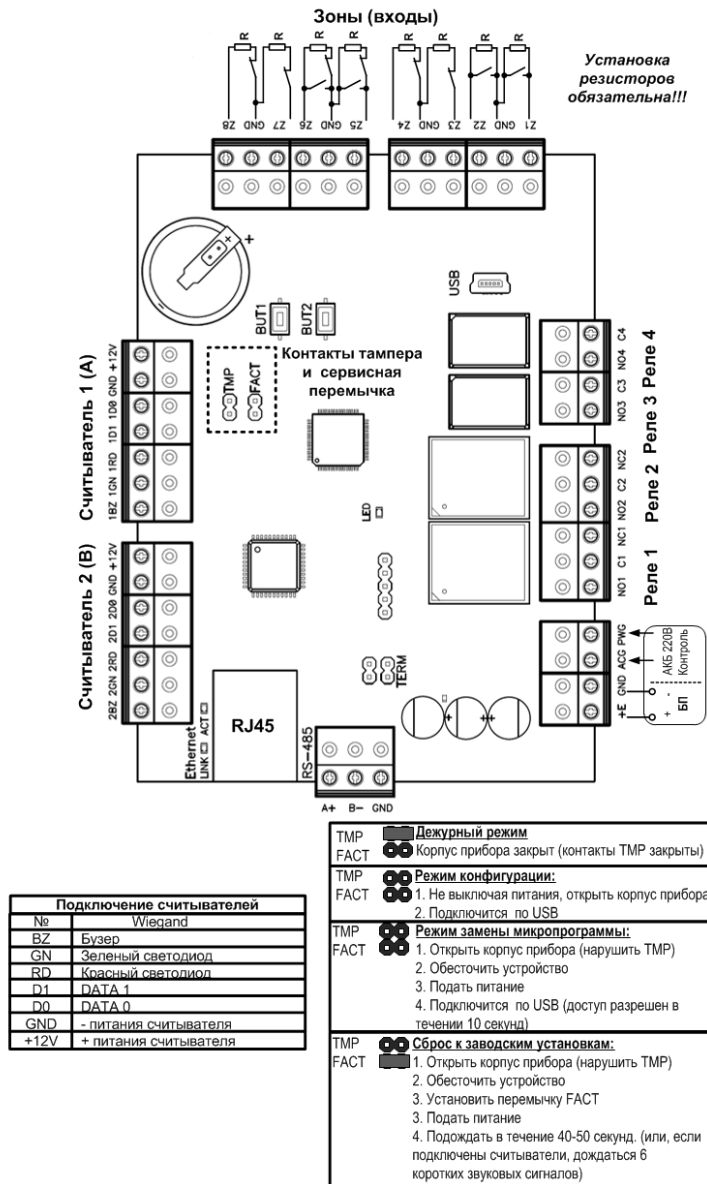 Зоны (входы)
R R R R R R R R
Установка
резисторов
обязательна!!!
Z8 GND Z7 Z6 GND Z5 Z4 GND Z3 Z2 GND Z1
+
+
-
USB
BUT1 BUT2
Контакты тампера
и сервисная
перемычка
TMP FACT
Считыватель 1 (A)
+12V
GND
1D0
1D1
1RD
1GN
1BZ
Считыватель 2 (B)
+12V
GND
2D0
2D1
2RD
2GN
2BZ
LED
TERM
Реле 4
C4
NO4
Реле 3
C3
NO3
Реле 2
NC2
C2
NO2
Реле 1
NC1
C1
NO1
PWG
ACG
GND
+E
АКБ 220В
Контроль
- +
БП
+ + +
Ethernet
LINK ACT
RJ45
RS-485
A+ B- GND
TMP Дежурный режим
FACT Корпус прибора закрыт (контакты TMP закрыты)
TMP Режим конфигурации:
FACT 1. Не выключая питания, открыть корпус прибора
2. Подключится по USB
TMP Режим замены микропрограммы:
FACT 1. Открыть корпус прибора (нарушить TMP)
2. Обесточить устройство
3. Подать питание
4. Подключится по USB (доступ разрешен в
течении 10 секунд)
TMP Сброс к заводским установкам:
FACT 1. Открыть корпус прибора (нарушить TMP)
2. Обесточить устройство
3. Установить перемычку FACT
3. Подать питание
4. Подождать в течение 40-50 секунд. (или, если
подключены считыватели, дождаться 6
коротких звуковых сигналов)
Подключение считывателей
№ Wiegand
BZ Бузер
GN Зеленый светодиод
RD Красный светодиод
D1 DATA 1
D0 DATA 0
GND - питания считывателя
+12V + питания считывателя